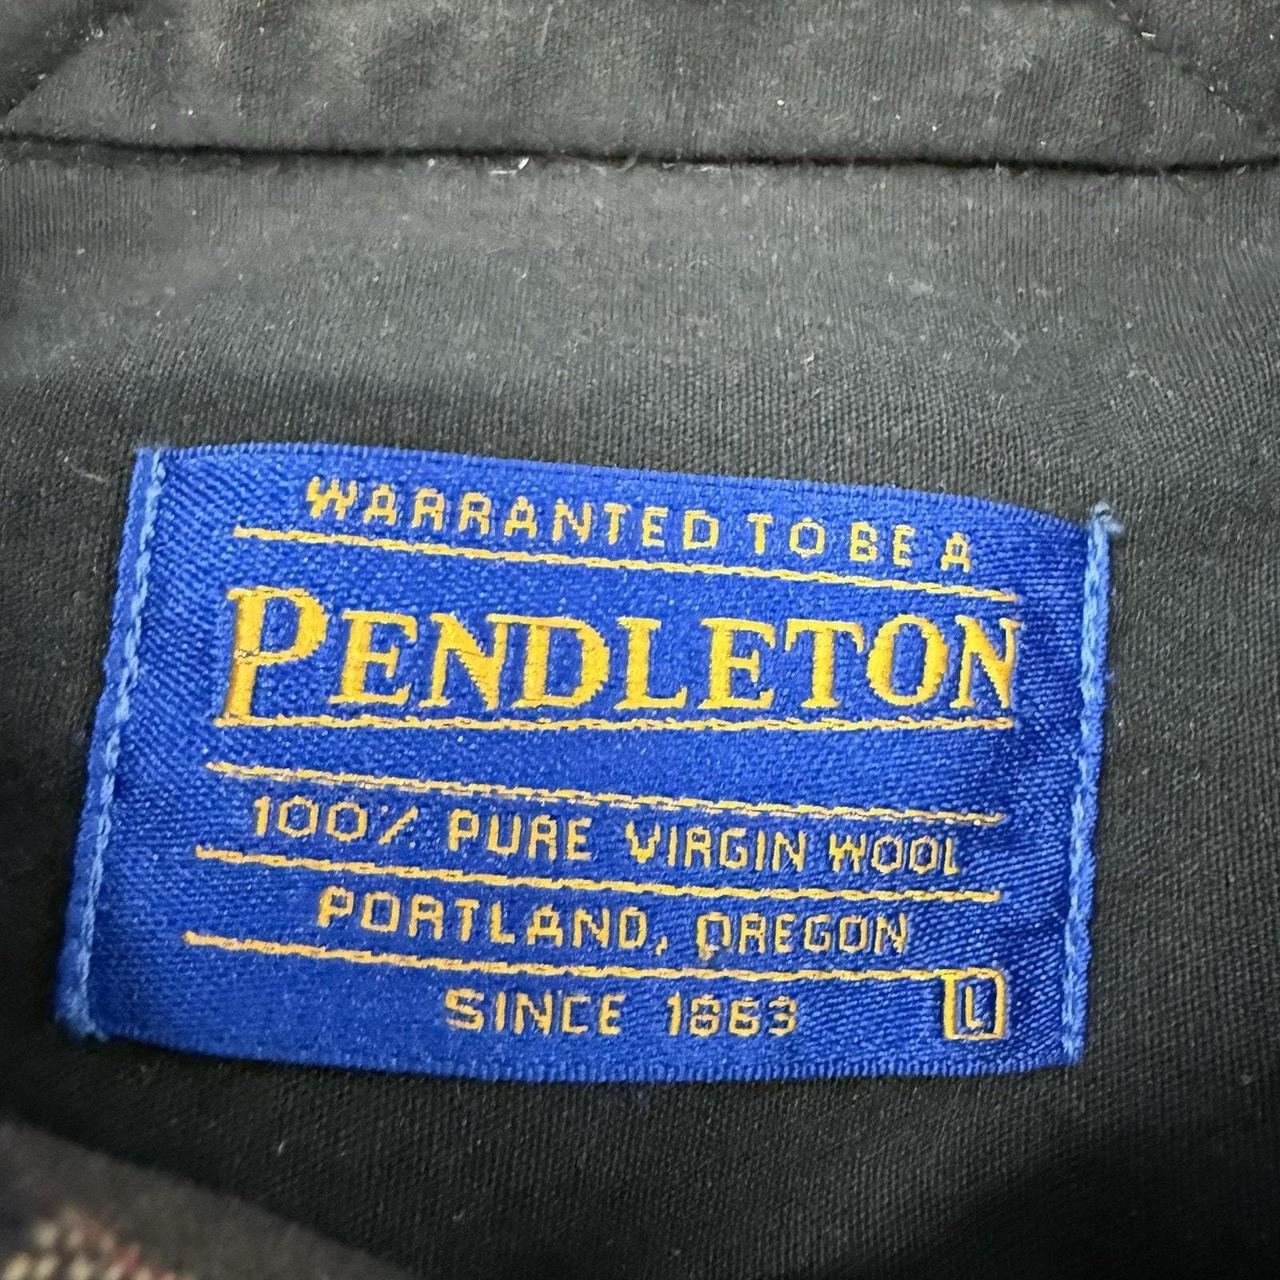 WARRANTED TO BE A
PENDLETON
100% PURE VIRGIN WOOL
PORTLAND, OREGON
SINCE 1863
L